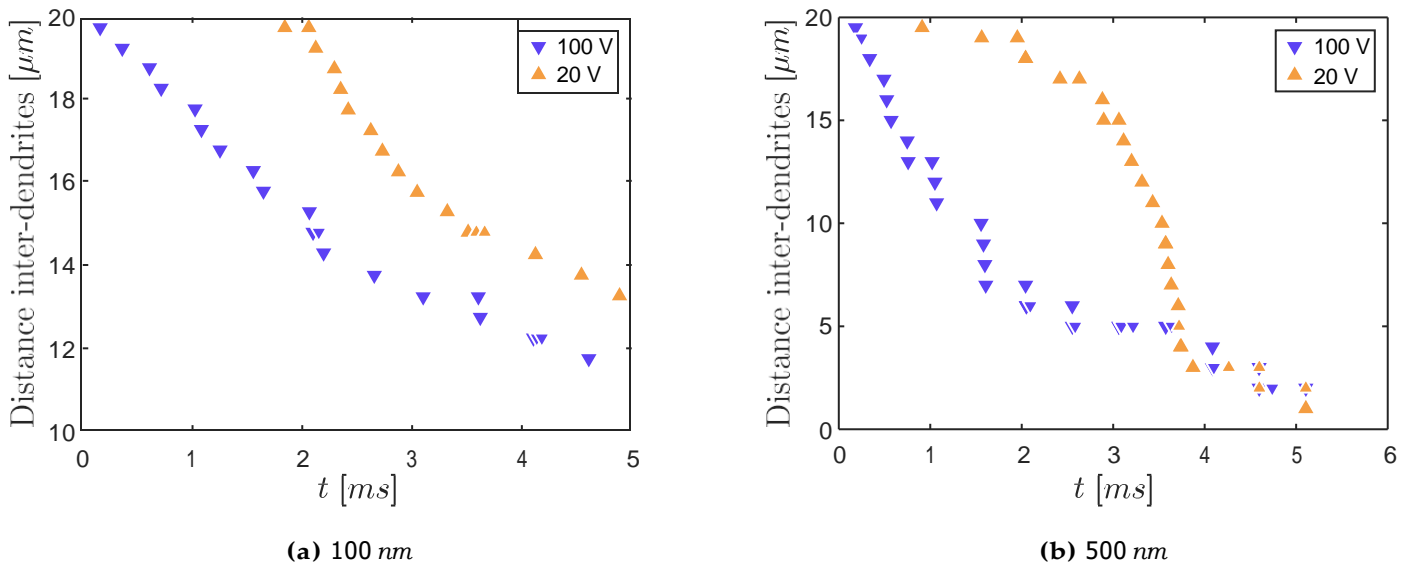 20
18
16
14
12
10
Distance inter-dendrites [μm]
100 V
20 V
0 1 2 3 4 5
t [ms]
(a) 100 nm
20
15
10
5
0
Distance inter-dendrites [μm]
100 V
20 V
0 1 2 3 4 5 6
t [ms]
(b) 500 nm